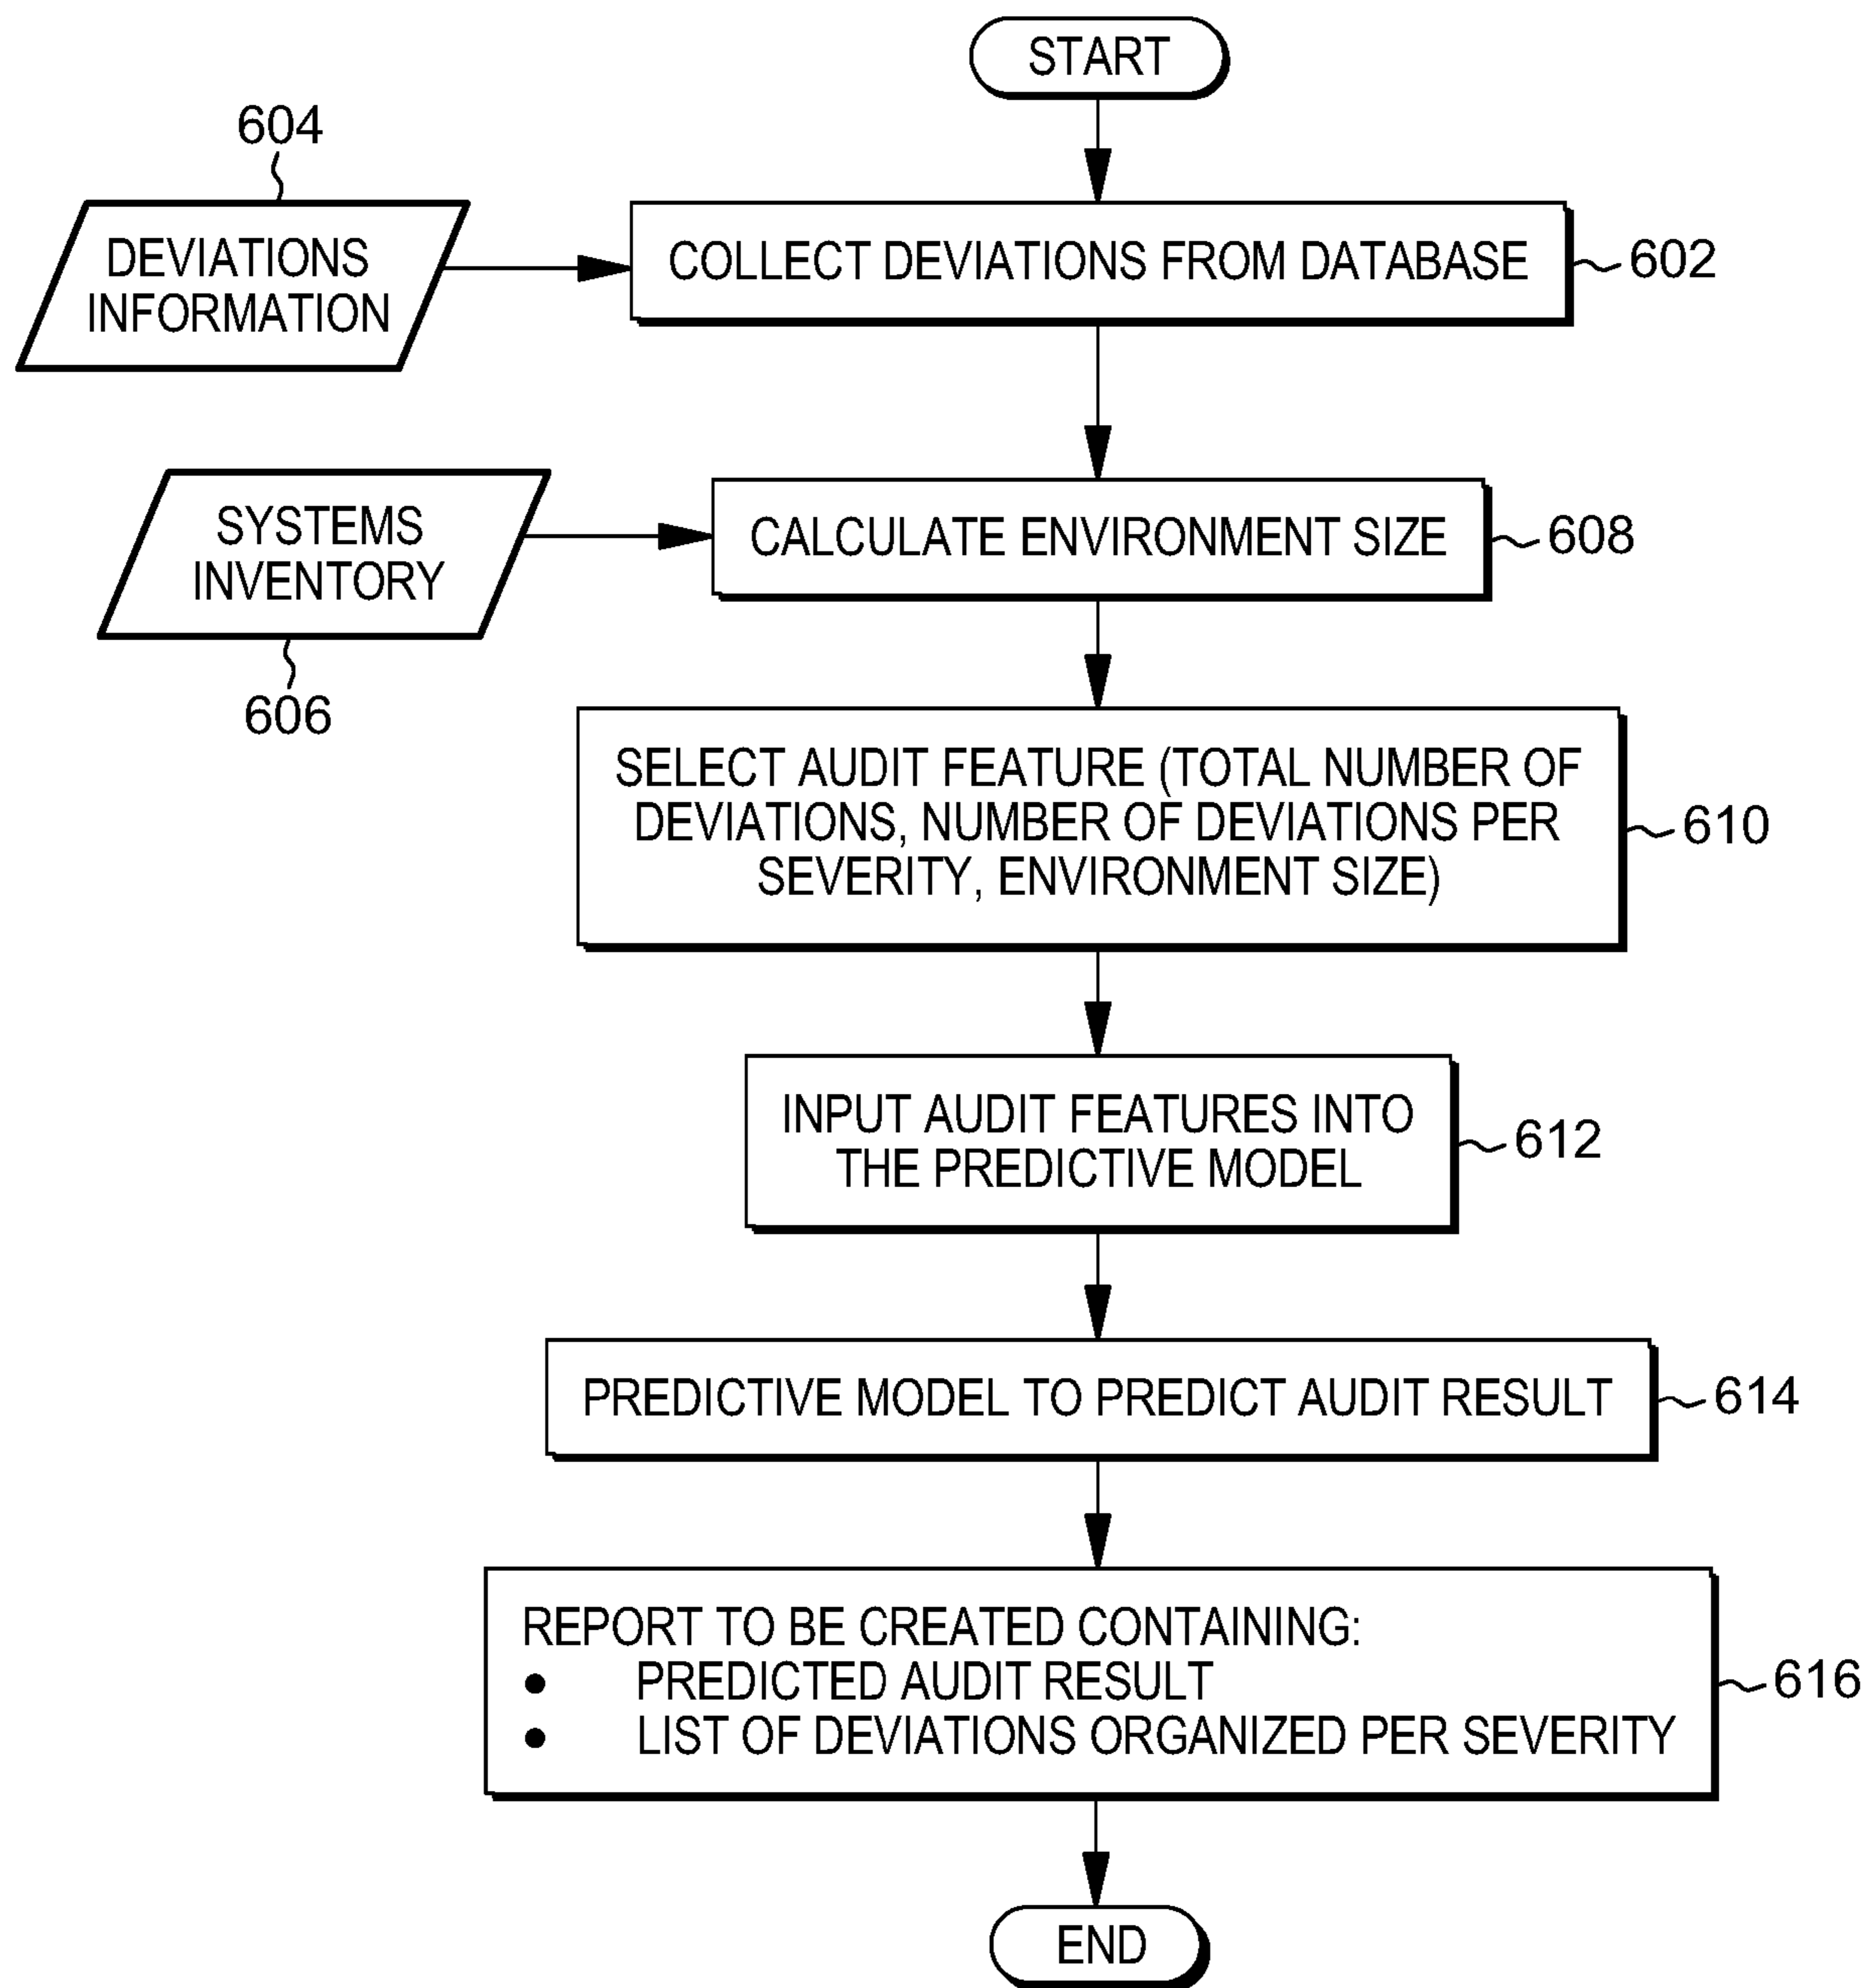 START
604
DEVIATIONS
INFORMATION
COLLECT DEVIATIONS FROM DATABASE
602
SYSTEMS
INVENTORY
606
CALCULATE ENVIRONMENT SIZE
608
SELECT AUDIT FEATURE (TOTAL NUMBER OF
DEVIATIONS, NUMBER OF DEVIATIONS PER
SEVERITY, ENVIRONMENT SIZE)
610
INPUT AUDIT FEATURES INTO
THE PREDICTIVE MODEL
612
PREDICTIVE MODEL TO PREDICT AUDIT RESULT
614
REPORT TO BE CREATED CONTAINING:
• PREDICTED AUDIT RESULT
• LIST OF DEVIATIONS ORGANIZED PER SEVERITY
616
END